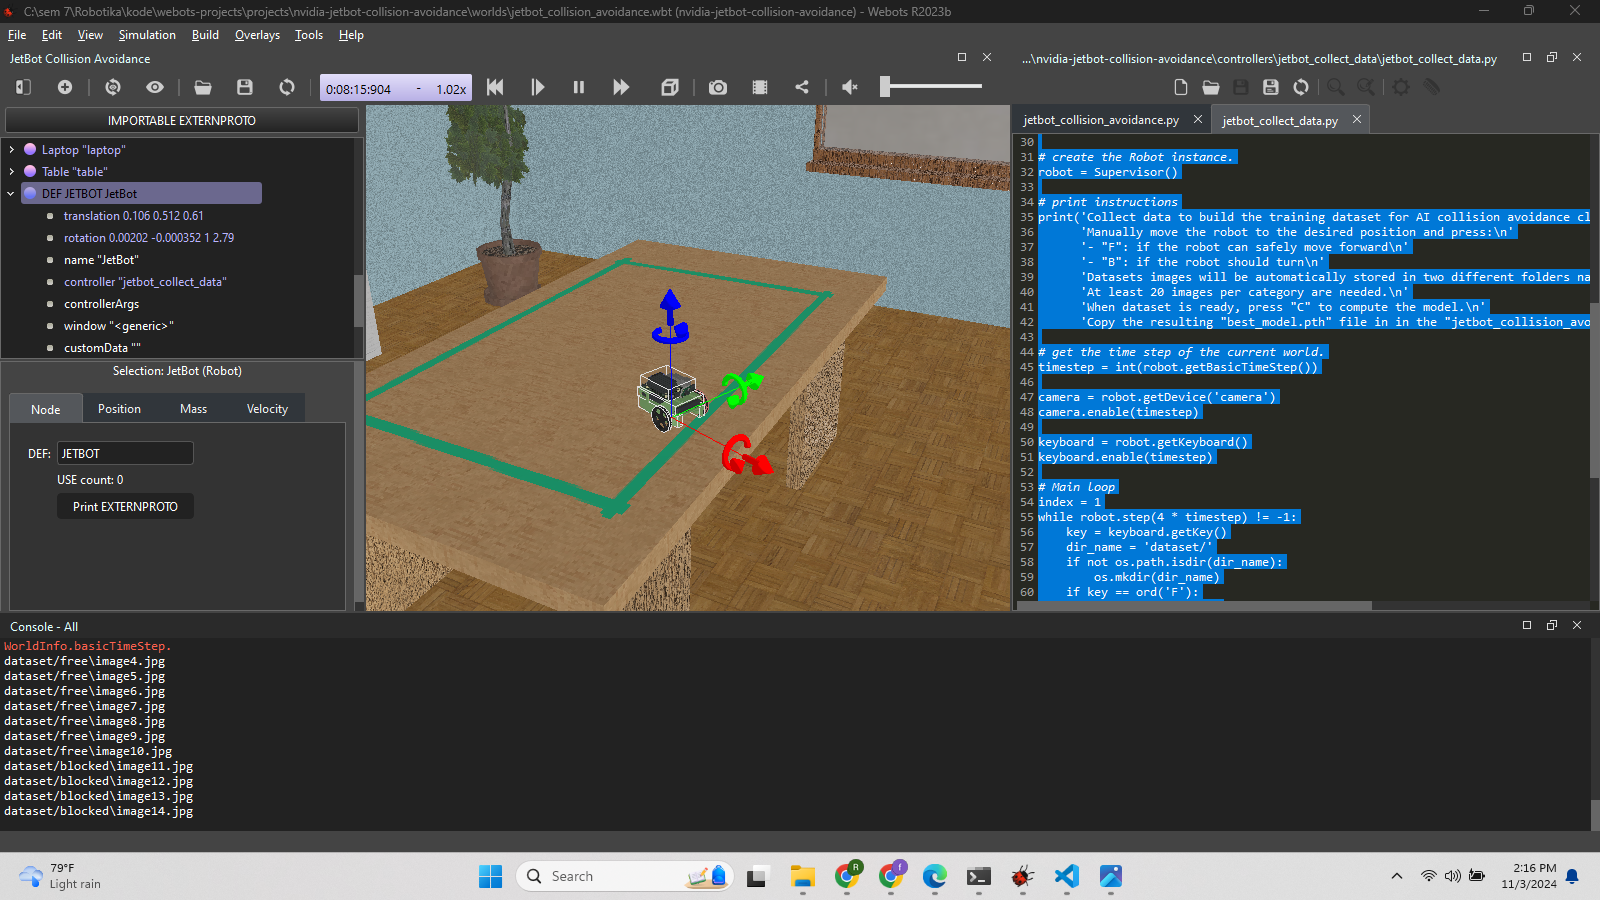 C:\sem 7\Robotika\kode\webots-projects\projects\nvidia-jetbot-collision-avoidance\worlds\jetbot_collision_avoidance.wbt (nvidia-jetbot-collision-avoidance) - Webots R2023b
File Edit View Simulation Build Overlays Tools Help
JetBot Collision Avoidance
0:08:15:904 - 1.02x
IMPORTABLE EXTERNPROTO
Laptop "laptop"
Table "table"
DEF JETBOT JetBot
translation 0.106 0.512 0.61
rotation 0.00202 -0.000352 1 2.79
name "JetBot"
controller "jetbot_collect_data"
controllerArgs
window "<generic>"
customData ""
Selection: JetBot (Robot)
Node Position Mass Velocity
DEF: JETBOT
USE count: 0
Print EXTERNPROTO
...\nvidia-jetbot-collision-avoidance\controllers\jetbot_collect_data\jetbot_collect_data.py
jetbot_collision_avoidance.py jetbot_collect_data.py
30
31 # create the Robot instance.
32 robot = Supervisor()
33
34 # print instructions
35 print('Collect data to build the training dataset for AI collision avoidance cl
36 'Manually move the robot to the desired position and press:\n'
37 '- "F": if the robot can safely move forward\n'
38 '- "B": if the robot should turn\n'
39 'Datasets images will be automatically stored in two different folders na
40 'At least 20 images per category are needed.\n'
41 'When dataset is ready, press "C" to compute the model.\n'
42 'Copy the resulting "best_model.pth" file in in the "jetbot_collision_avo
43
44 # get the time step of the current world.
45 timestep = int(robot.getBasicTimeStep())
46
47 camera = robot.getDevice('camera')
48 camera.enable(timestep)
49
50 keyboard = robot.getKeyboard()
51 keyboard.enable(timestep)
52
53 # Main loop
54 index = 1
55 while robot.step(4 * timestep) != -1:
56 key = keyboard.getKey()
57 dir_name = 'dataset/'
58 if not os.path.isdir(dir_name):
59 os.mkdir(dir_name)
60 if key == ord('F'):
Console - All
WorldInfo.basicTimeStep.
dataset/free\image4.jpg
dataset/free\image5.jpg
dataset/free\image6.jpg
dataset/free\image7.jpg
dataset/free\image8.jpg
dataset/free\image9.jpg
dataset/free\image10.jpg
dataset/blocked\image11.jpg
dataset/blocked\image12.jpg
dataset/blocked\image13.jpg
dataset/blocked\image14.jpg
79°F
Light rain
Search
R
f
2:16 PM
11/3/2024